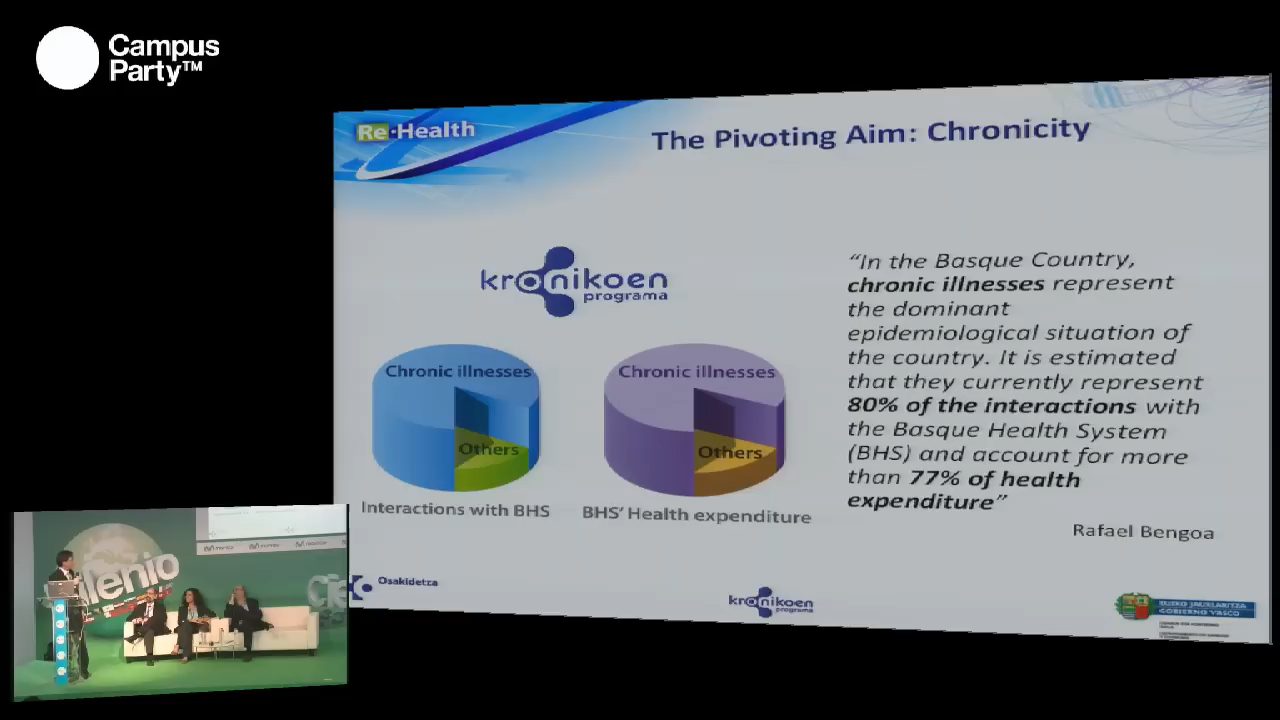 Campus
Party™
Re·Health
The Pivoting Aim: Chronicity
kronikoen
programa
Chronic illnesses
Others
Interactions with BHS
Chronic illnesses
Others
BHS' Health expenditure
“In the Basque Country,
chronic illnesses represent
the dominant
epidemiological situation of
the country. It is estimated
that they currently represent
80% of the interactions with
the Basque Health System
(BHS) and account for more
than 77% of health
expenditure”
Rafael Bengoa
Osakidetza
kronikoen
programa
EUSKO JAURLARITZA
GOBIERNO VASCO